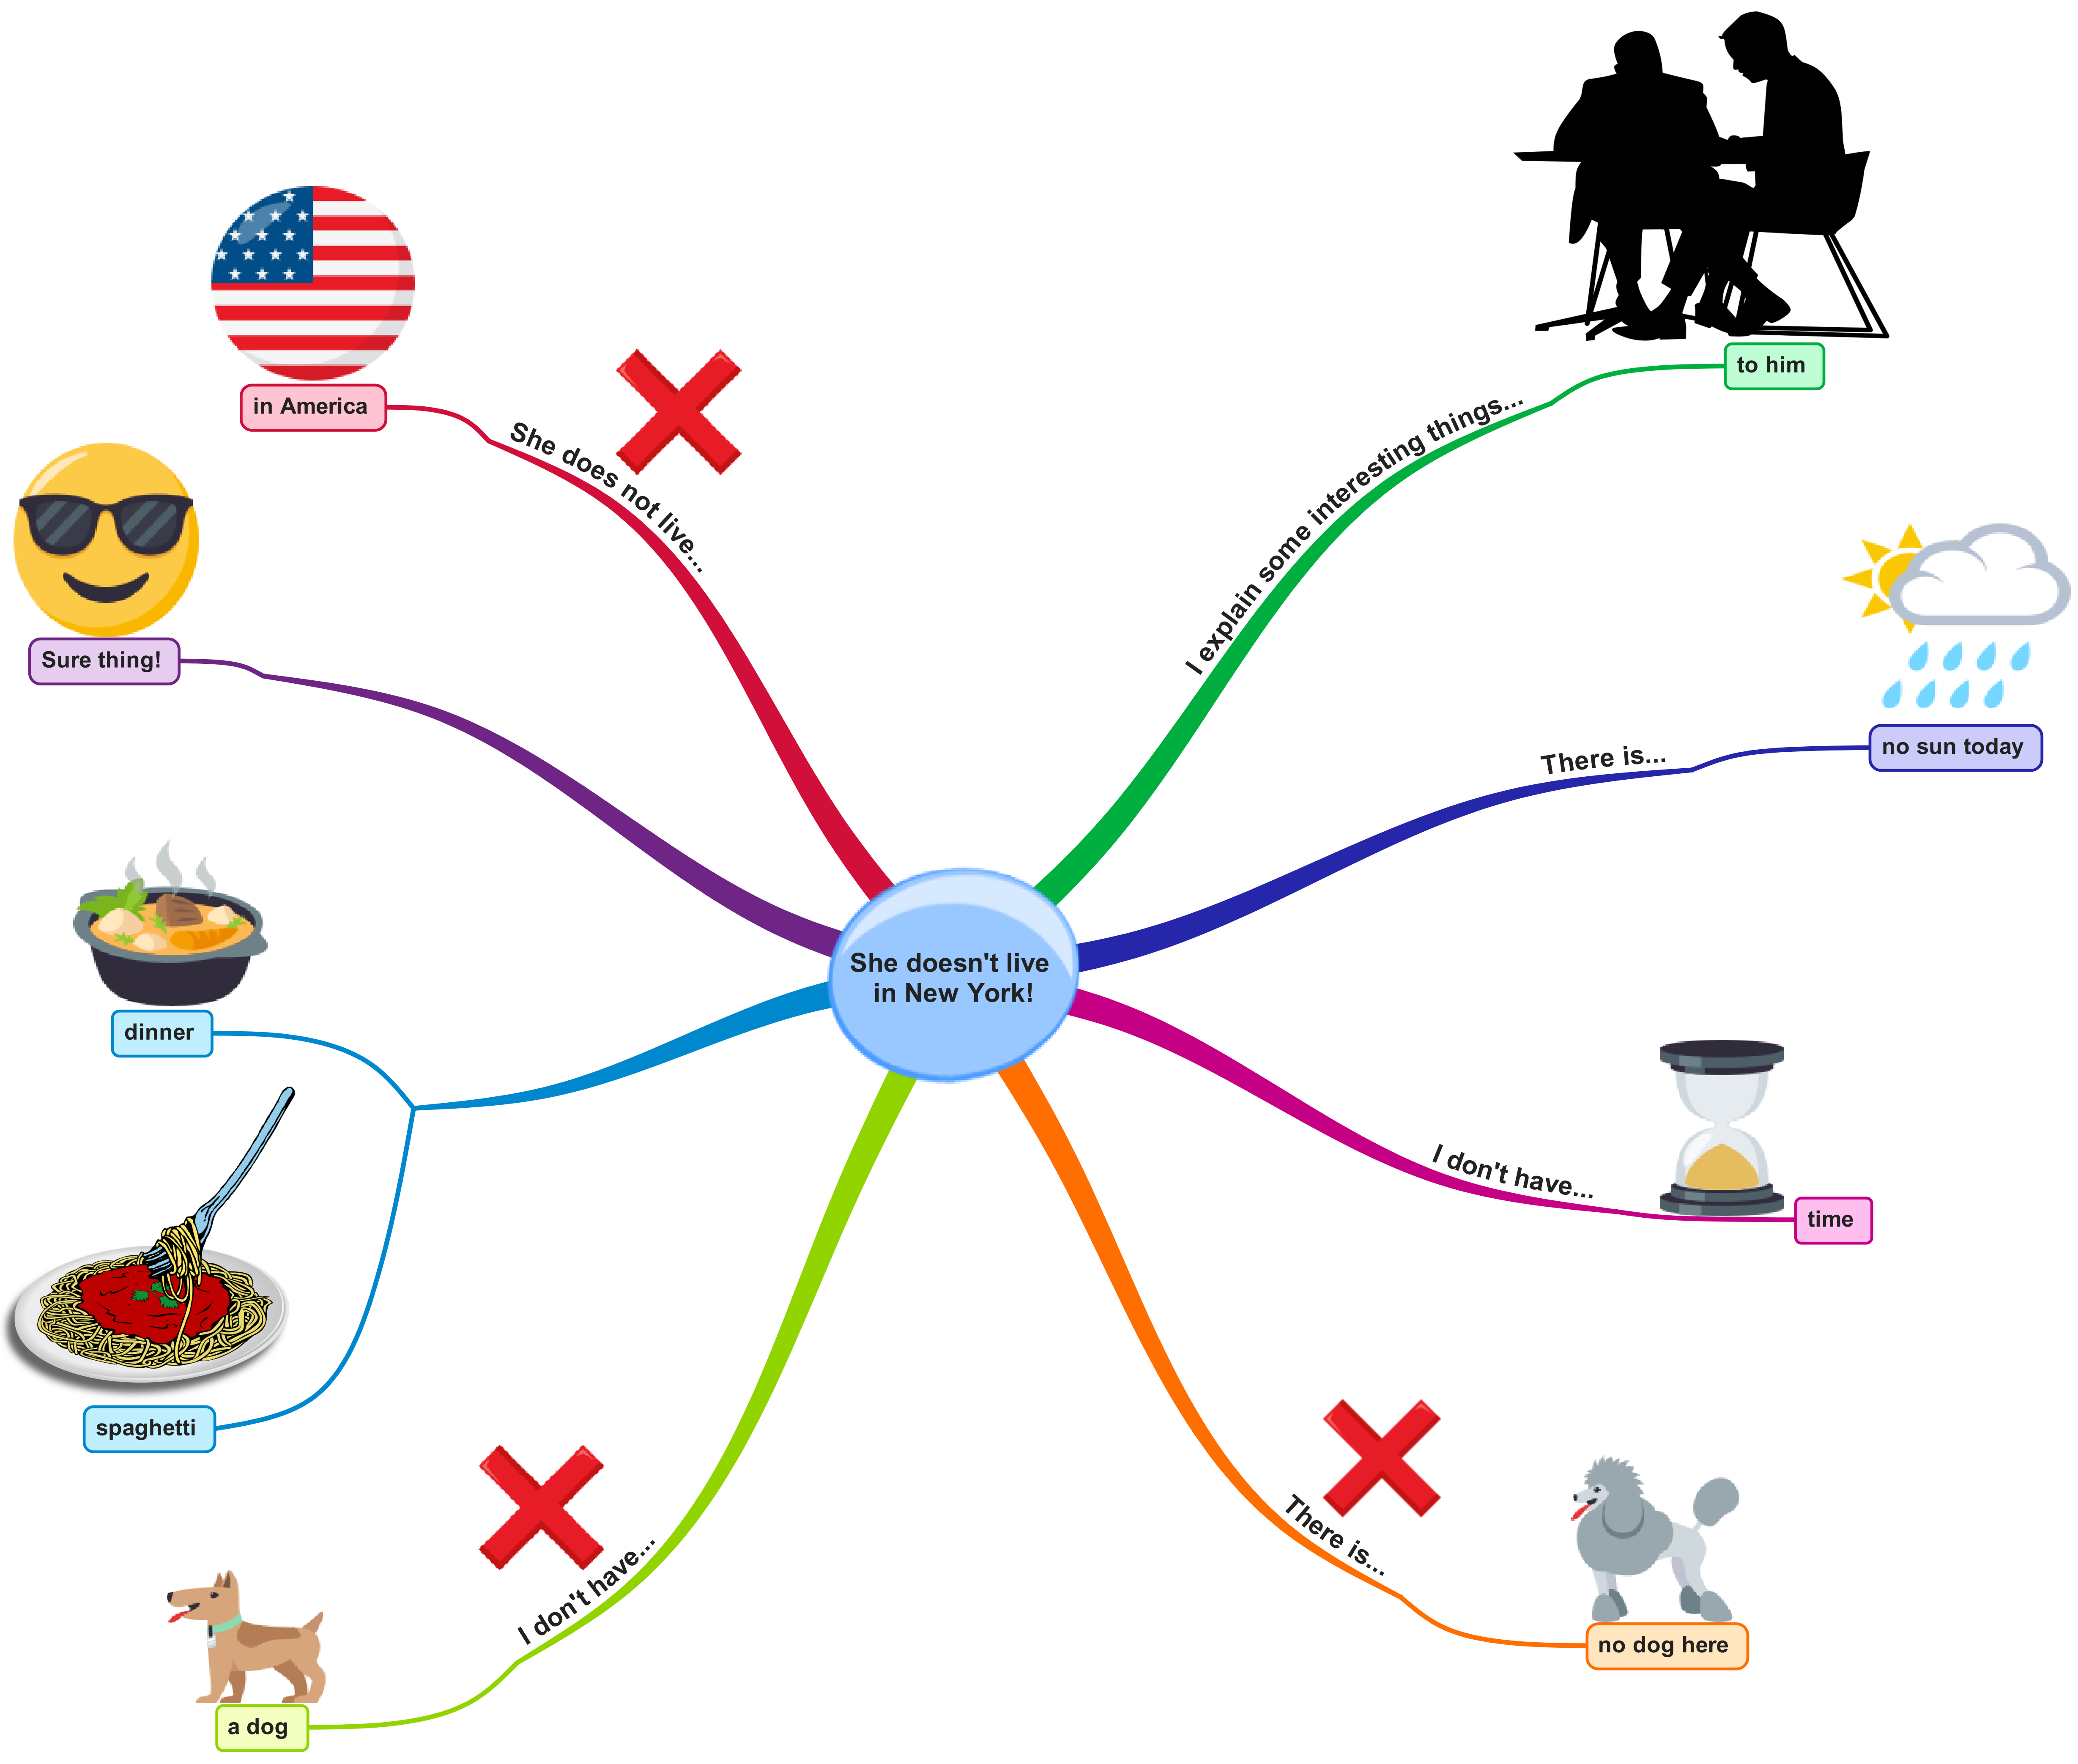 She doesn't live
in New York!
I explain some interesting things...
to him
There is...
no sun today
I don't have...
time
There is...
no dog here
I don't have...
a dog
dinner
spaghetti
Sure thing!
She does not live...
in America